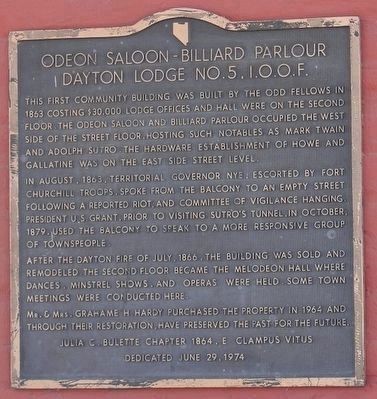 ODEON SALOON - BILLIARD PARLOUR
DAYTON LODGE NO. 5, I.O.O.F.
THIS FIRST COMMUNITY BUILDING WAS BUILT BY THE ODD FELLOWS IN
1863 COSTING $30,000. LODGE OFFICES AND HALL WERE ON THE SECOND
FLOOR. THE ODEON SALOON AND BILLIARD PARLOUR OCCUPIED THE WEST
SIDE OF THE STREET FLOOR, HOSTING SUCH NOTABLES AS MARK TWAIN
AND ADOLPH SUTRO. THE HARDWARE ESTABLISHMENT OF HOWE AND
GALLATINE WAS ON THE EAST SIDE STREET LEVEL.
IN AUGUST, 1863, TERRITORIAL GOVERNOR NYE, ESCORTED BY FORT
CHURCHILL TROOPS, SPOKE FROM THE BALCONY TO AN EMPTY STREET
FOLLOWING A REPORTED RIOT AND COMMITTEE OF VIGILANCE HANGING.
PRESIDENT U.S. GRANT, PRIOR TO VISITING SUTRO'S TUNNEL, IN OCTOBER,
1879, USED THE BALCONY TO SPEAK TO A MORE RESPONSIVE GROUP
OF TOWNSPEOPLE.
AFTER THE DAYTON FIRE OF JULY, 1866, THE BUILDING WAS SOLD AND
REMODELED. THE SECOND FLOOR BECAME THE MELODEON HALL WHERE
DANCES, MINSTREL SHOWS, AND OPERAS WERE HELD. SOME TOWN
MEETINGS WERE CONDUCTED HERE.
MR. & MRS. GRAHAME H HARDY PURCHASED THE PROPERTY IN 1964 AND
THROUGH THEIR RESTORATION, HAVE PRESERVED THE PAST FOR THE FUTURE.
JULIA C. BULETTE CHAPTER 1864, E CLAMPUS VITUS
DEDICATED JUNE 29, 1974